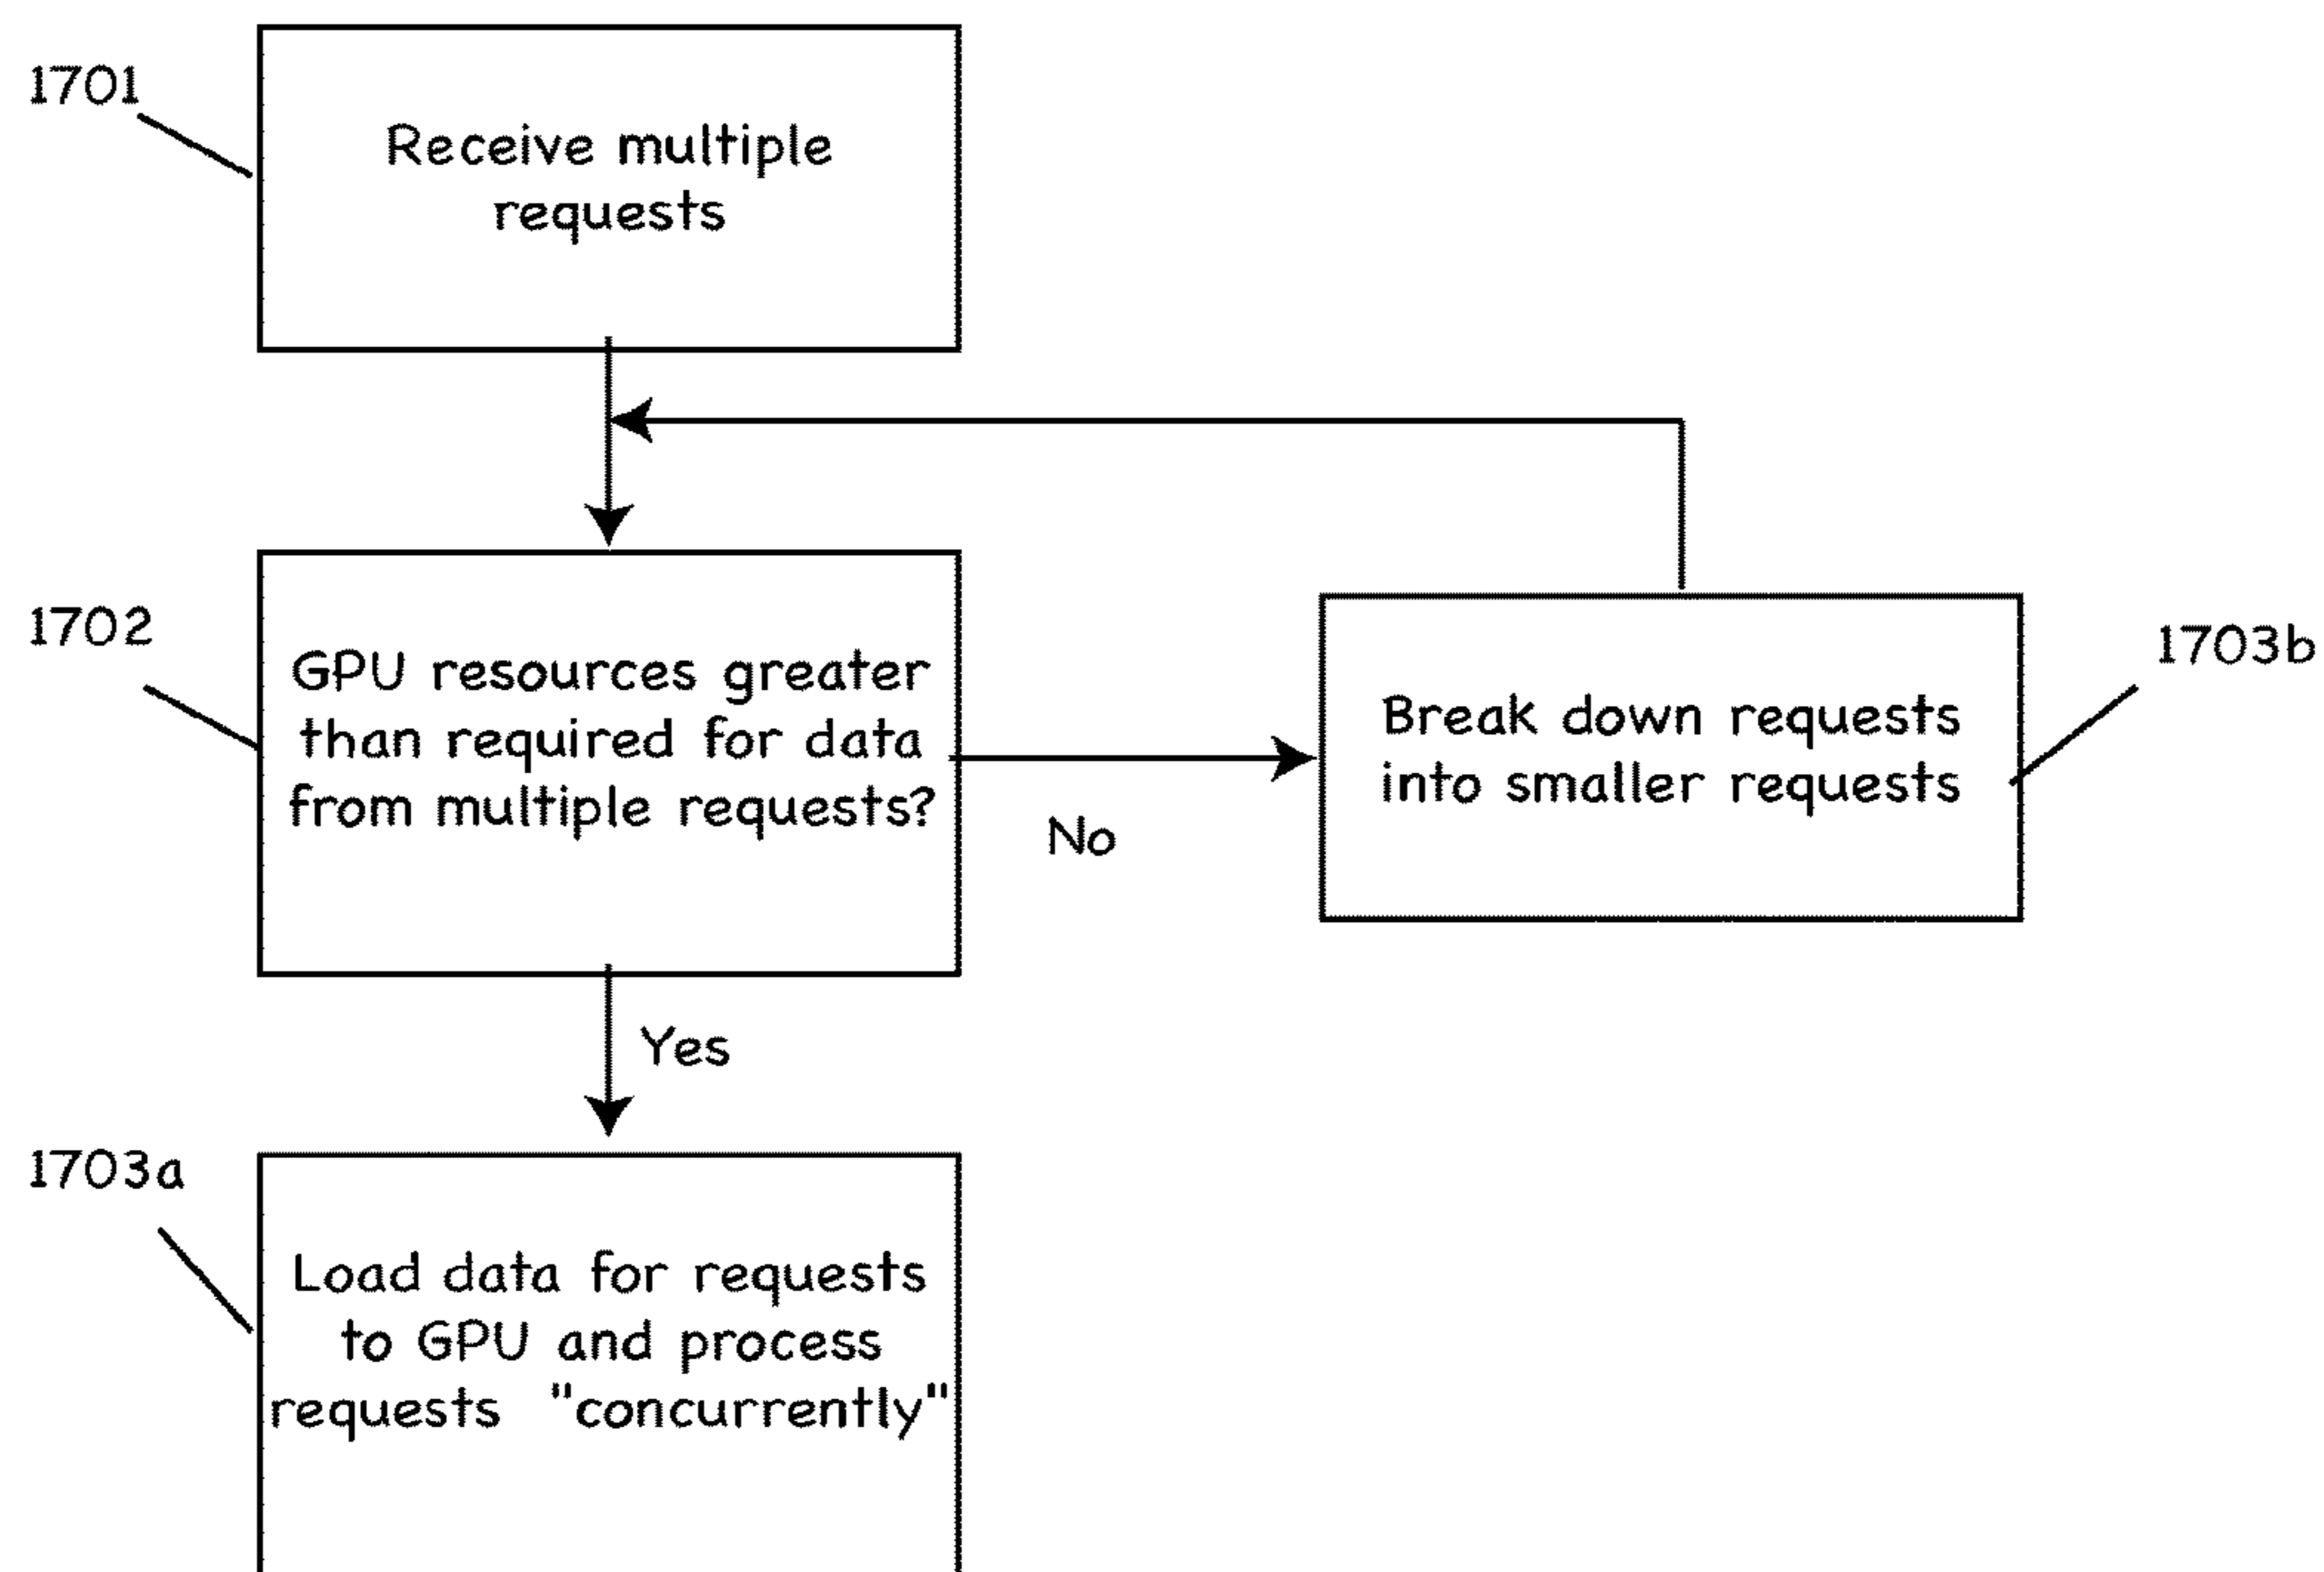 1701
Receive multiple
requests
1702
GPU resources greater
than required for data
from multiple requests?
No
Break down requests
into smaller requests
1703b
Yes
1703a
Load data for requests
to GPU and process
requests "concurrently"